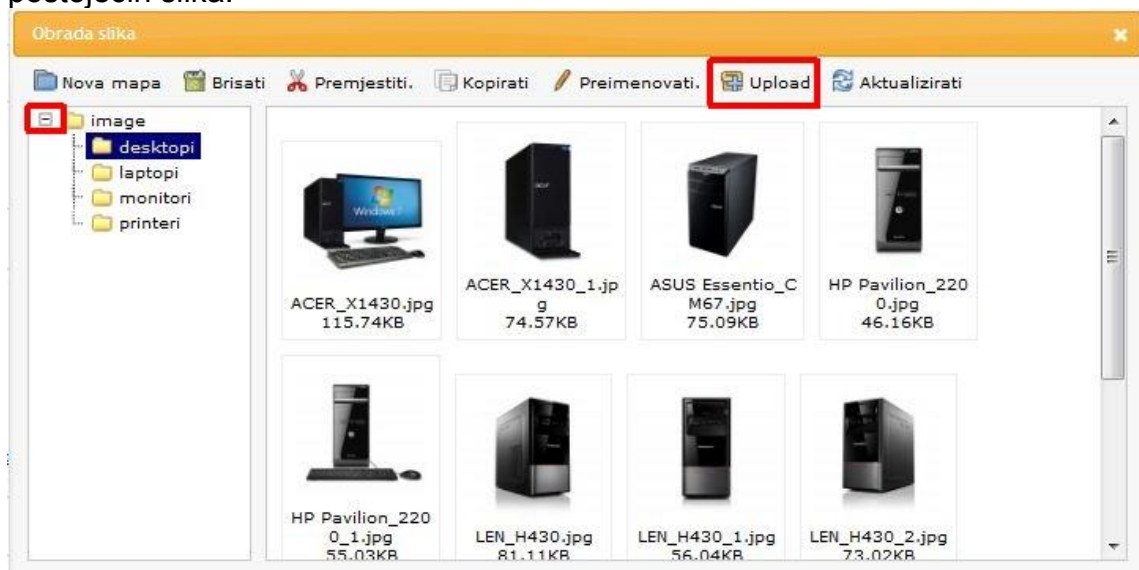 postojećih slika.
Obrada slika
Nova mapa Brisati Premjestiti. Kopirati Preimenovati. Upload Aktualizirati
image
desktopi
laptopi
monitori
printeri
ACER_X1430.jpg
115.74KB
ACER_X1430_1.jp
g
74.57KB
ASUS Essentio_C
M67.jpg
75.09KB
HP Pavilion_220
0.jpg
46.16KB
HP Pavilion_220
0_1.jpg
55.03KB
LEN_H430.jpg
81.11KB
LEN_H430_1.jpg
56.04KB
LEN_H430_2.jpg
73.02KB